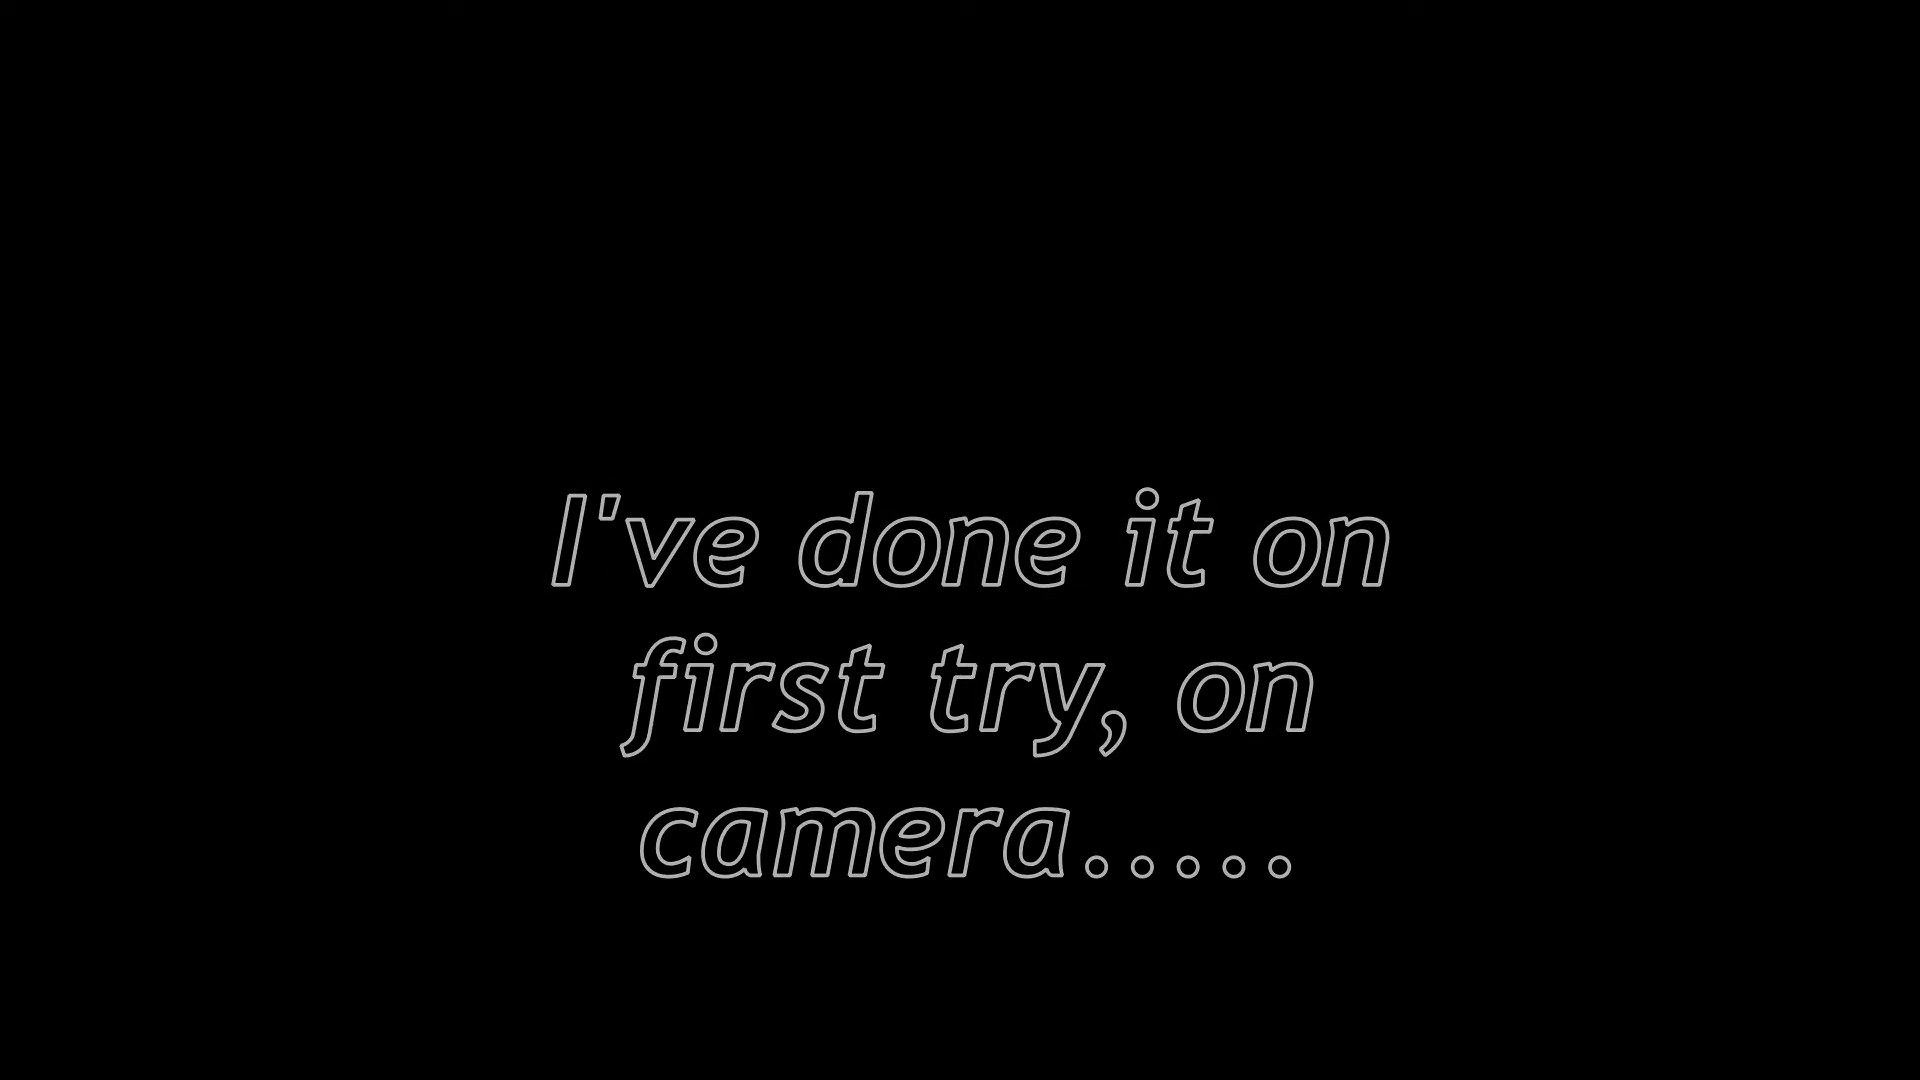 I've done it on
first try, on
camera.....